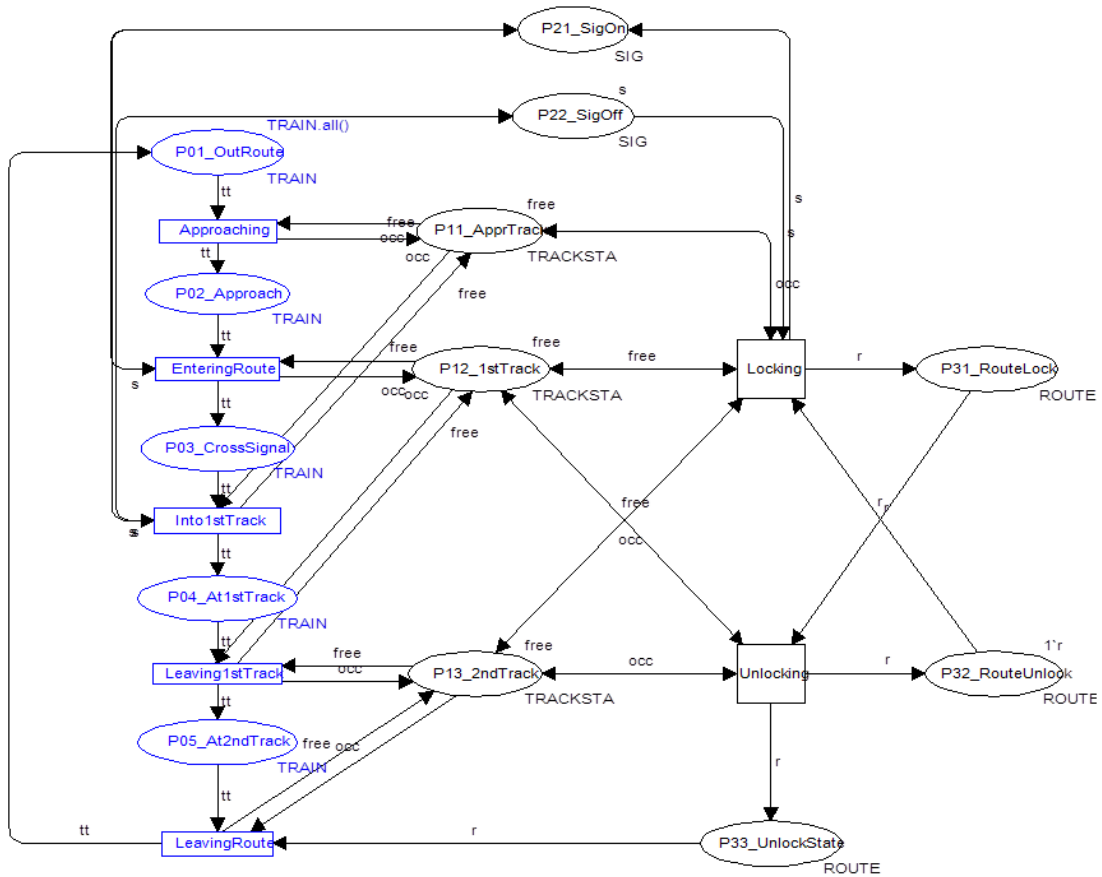 P21_SigOn
SIG
s
P22_SigOff
SIG
TRAIN.all()
P01_OutRoute
TRAIN
tt
s
free
free
Approaching
P11_ApprTrack
occ
s
tt
occ
TRACKSTA
occ
P02_Approach
free
TRAIN
tt
free
free
free
EnteringRoute
P12_1stTrack
Locking
r
P31_RouteLock
s
occ
occ
TRACKSTA
ROUTE
tt
free
P03_CrossSignal
TRAIN
tt
free
r
r
Into1stTrack
s
s
occ
tt
P04_At1stTrack
TRAIN
tt
free
free
1`r
Leaving1stTrack
occ
P13_2ndTrack
occ
Unlocking
r
P32_RouteUnlock
TRACKSTA
ROUTE
tt
P05_At2ndTrack
free
occ
TRAIN
r
tt
tt
LeavingRoute
r
P33_UnlockState
ROUTE